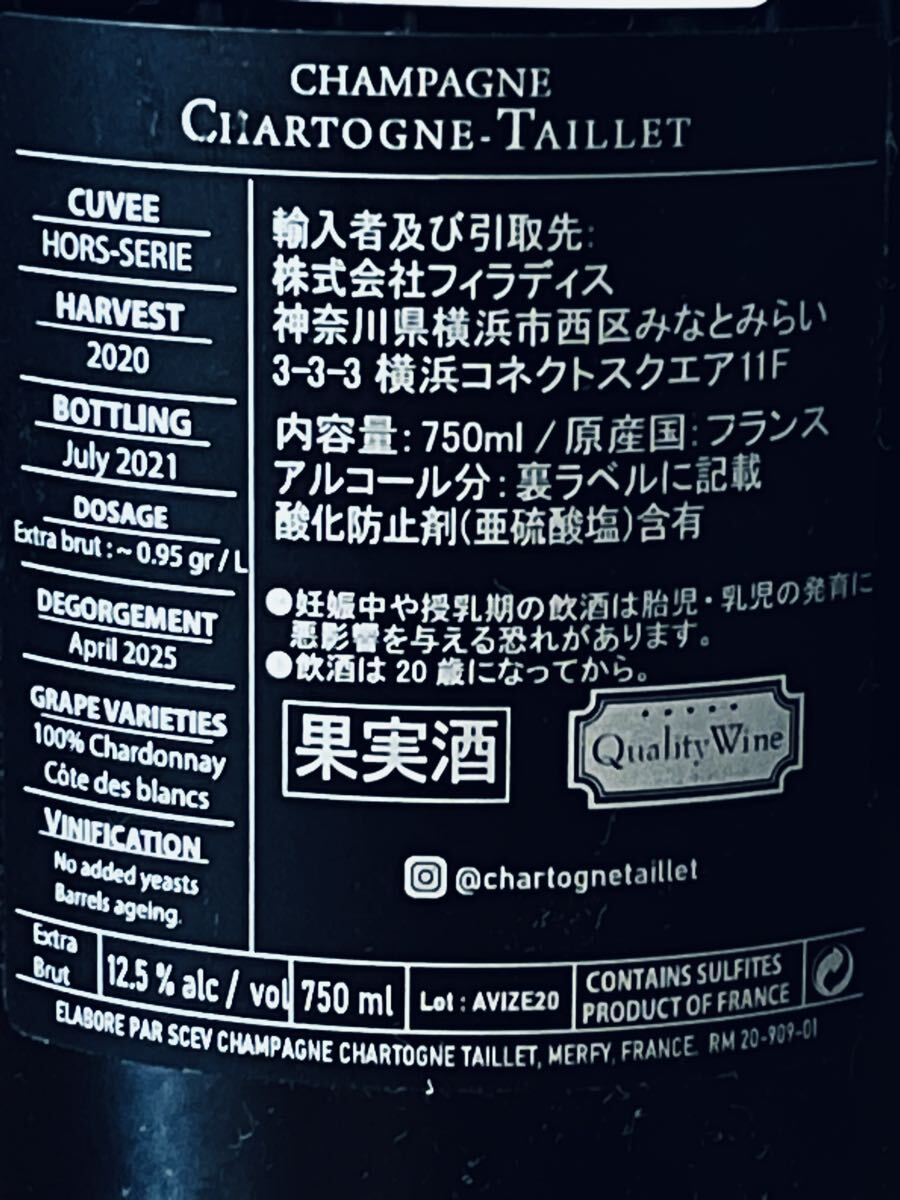 CHAMPAGNE
CHARTOGNE-TAILLET
CUVEE
HORS-SERIE
HARVEST
2020
BOTTLING
July 2021
DOSAGE
Extra brut : ~ 0.95 gr / L
DEGORGEMENT
April 2025
GRAPE VARIETIES
100% Chardonnay
Côte des blancs
VINIFICATION
No added yeasts
Barrels ageing.
輸入者及び引取先:
株式会社フィラディス
神奈川県横浜市西区みなとみらい
3-3-3 横浜コネクトスクエア11F
内容量: 750ml / 原産国: フランス
アルコール分: 裏ラベルに記載
酸化防止剤(亜硫酸塩)含有
●妊娠中や授乳期の飲酒は胎児・乳児の発育に
悪影響を与える恐れがあります。
●飲酒は 20 歳になってから。
果実酒
Quality Wine
@chartognetaillet
Extra
Brut
12.5 % alc / vol
750 ml
Lot : AVIZE20
CONTAINS SULFITES
PRODUCT OF FRANCE
ELABORE PAR SCEV CHAMPAGNE CHARTOGNE TAILLET, MERFY, FRANCE. RM 20-909-01